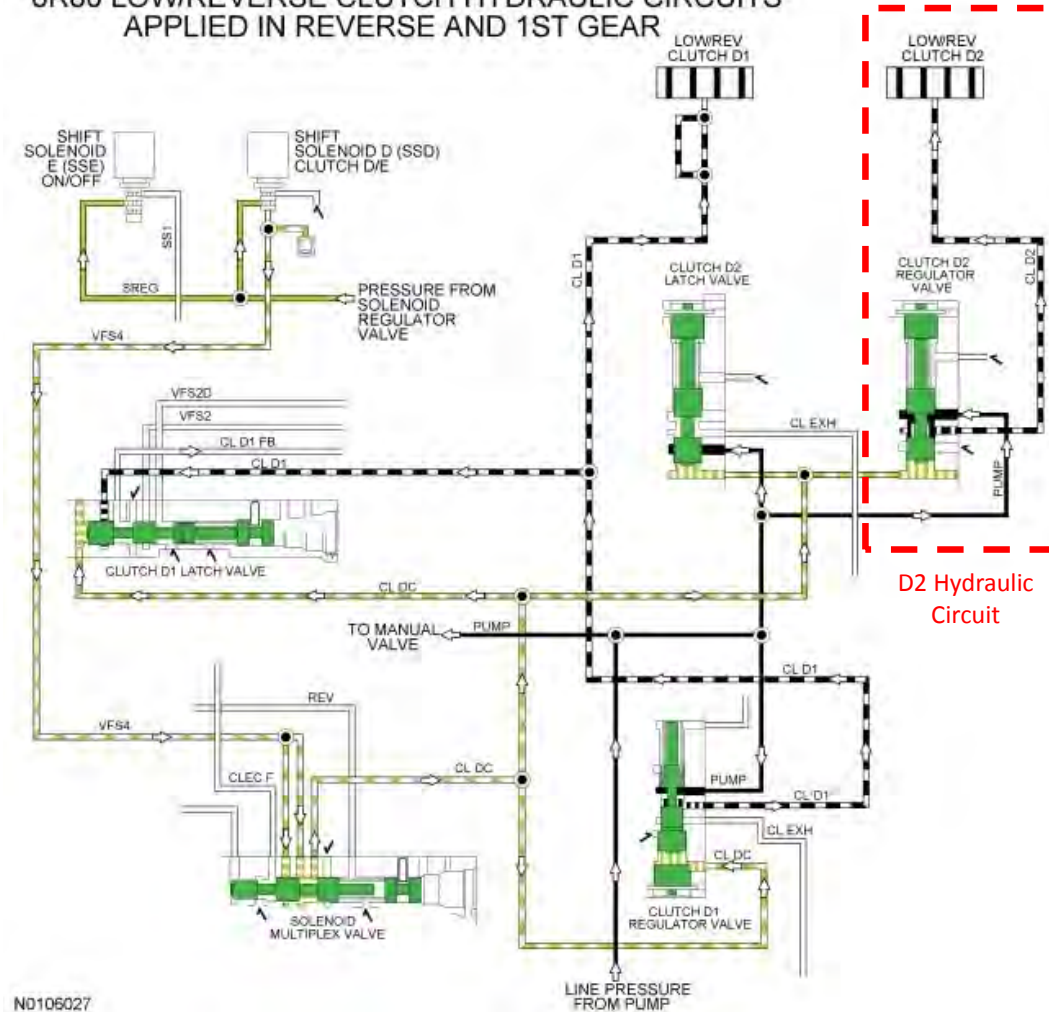 APPLIED IN REVERSE AND 1ST GEAR
LOW/REV
CLUTCH D1
LOW/REV
CLUTCH D2
SHIFT
SOLENOID
E (SSE)
ON/OFF
SHIFT
SOLENOID D (SSD)
CLUTCH D/E
SS1
SREG
PRESSURE FROM
SOLENOID
REGULATOR
VALVE
CL D1
CLUTCH D2
LATCH VALVE
CLUTCH D2
REGULATOR
VALVE
CL D2
VFS4
VFS2D
VFS2
CL D1 FB
CL D1
CL EXH
PUMP
CLUTCH D1 LATCH VALVE
D2 Hydraulic
Circuit
CL DC
TO MANUAL
VALVE
PUMP
CL D1
REV
VFS4
CLEC F
CL DC
PUMP
CL D1
CL EXH
CL DC
SOLENOID
MULTIPLEX VALVE
CLUTCH D1
REGULATOR VALVE
LINE PRESSURE
FROM PUMP
N0106027